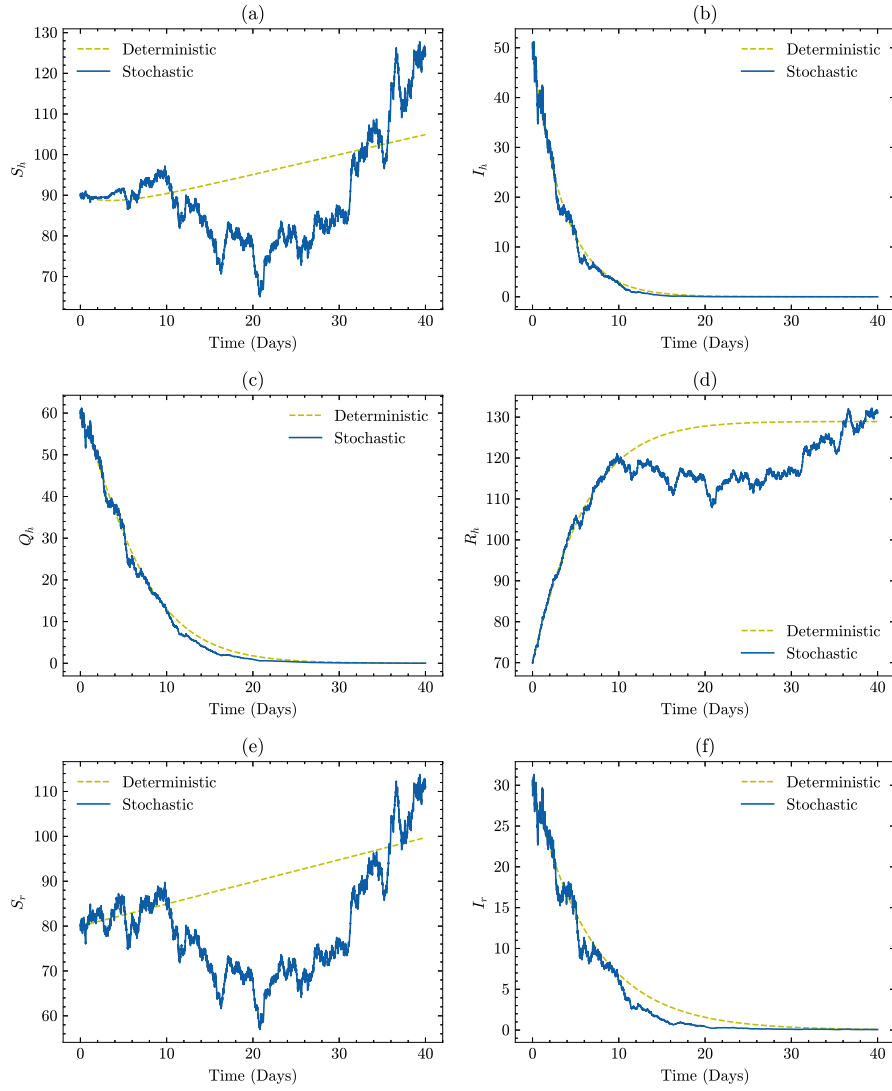 (a)
130
120
110
100
90
80
70
S_h
Deterministic
Stochastic
0 10 20 30 40
Time (Days)
(b)
50
40
30
20
10
0
I_h
Deterministic
Stochastic
0 10 20 30 40
Time (Days)
(c)
60
50
40
30
20
10
0
Q_h
Deterministic
Stochastic
0 10 20 30 40
Time (Days)
(d)
130
120
110
100
90
80
70
R_h
Deterministic
Stochastic
0 10 20 30 40
Time (Days)
(e)
110
100
90
80
70
60
S_r
Deterministic
Stochastic
0 10 20 30 40
Time (Days)
(f)
30
25
20
15
10
5
0
I_r
Deterministic
Stochastic
0 10 20 30 40
Time (Days)